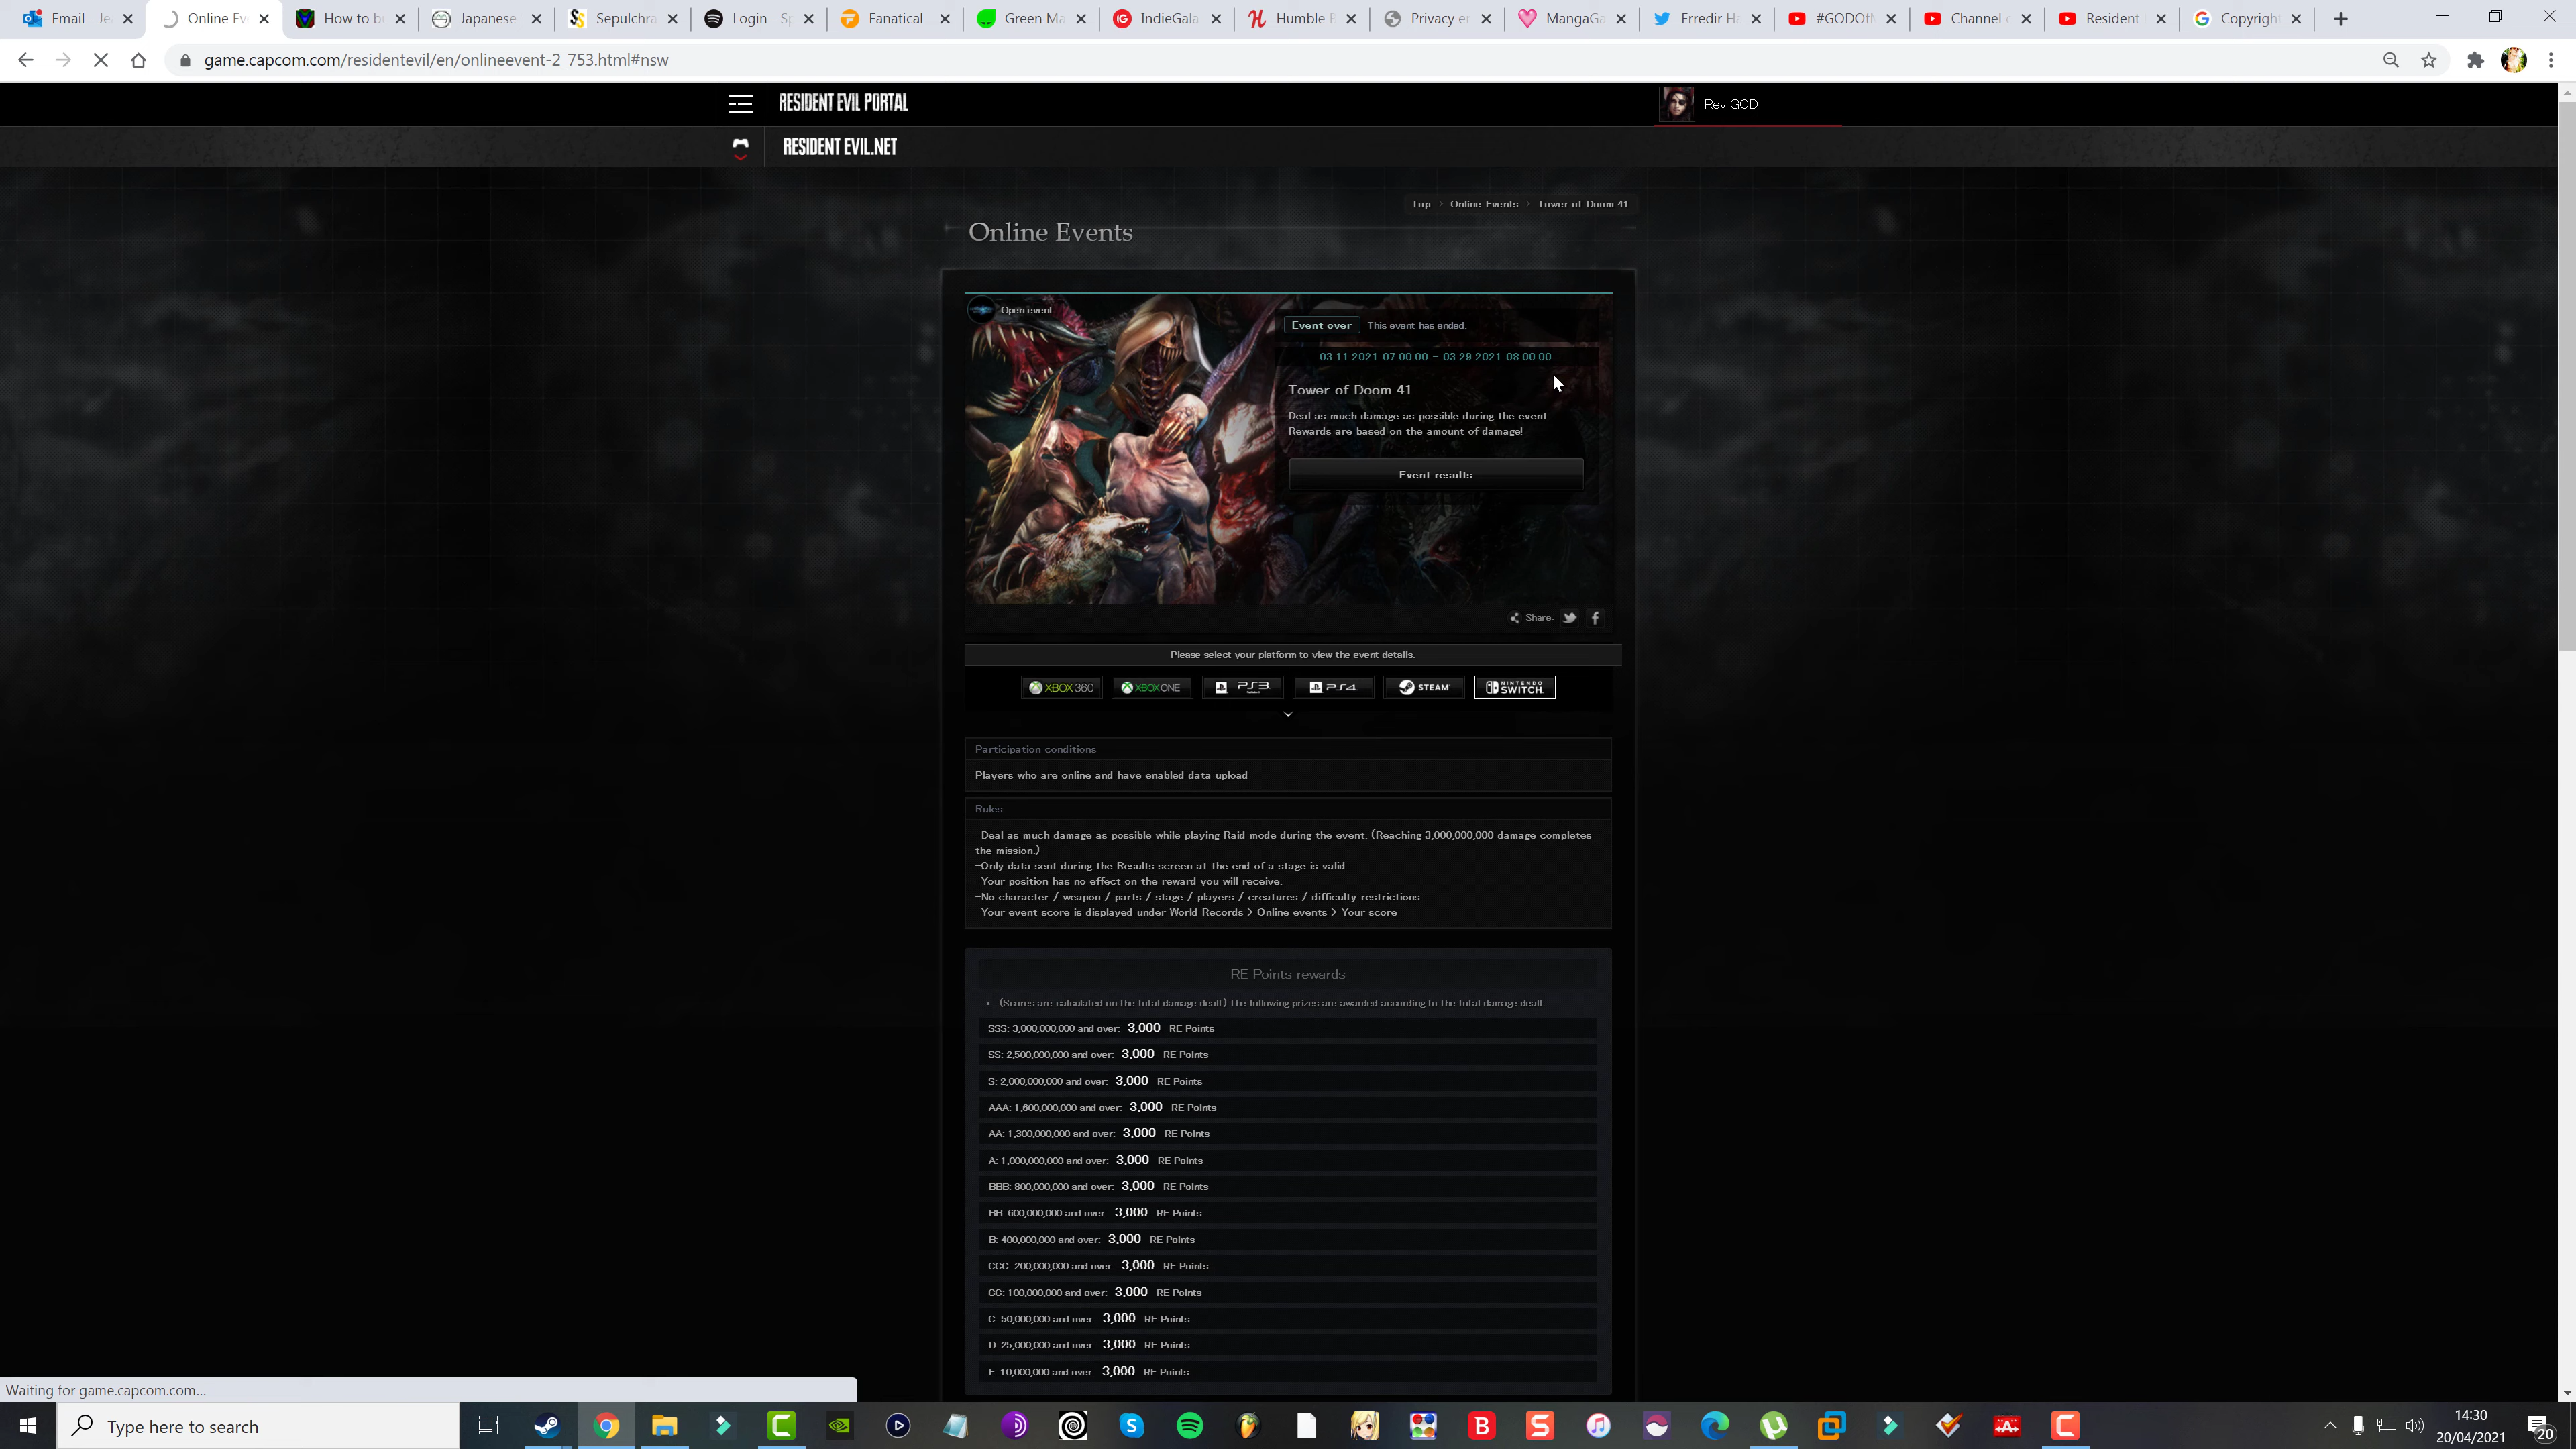 Email - Je
Online Eve
How to bu
Japanese
Sepulchra
Login - Sp
Fanatical
Green Ma
IndieGala
Humble B
Privacy er
MangaGa
Erredir Ha
#GODOfM
Channel c
Resident
Copyright
game.capcom.com/residentevil/en/onlineevent-2_753.html#nsw
RESIDENT EVIL PORTAL
Rev GOD
RESIDENT EVIL.NET
Top › Online Events › Tower of Doom 41
Online Events
Open event
Event over This event has ended.
03.11.2021 07:00:00 - 03.29.2021 08:00:00
Tower of Doom 41
Deal as much damage as possible during the event.
Rewards are based on the amount of damage!
Event results
Share:
Please select your platform to view the event details.
XBOX 360 XBOX ONE PS3 PS4 STEAM NINTENDO SWITCH
Participation conditions
Players who are online and have enabled data upload
Rules
-Deal as much damage as possible while playing Raid mode during the event. (Reaching 3,000,000,000 damage completes
the mission.)
-Only data sent during the Results screen at the end of a stage is valid.
-Your position has no effect on the reward you will receive.
-No character / weapon / parts / stage / players / creatures / difficulty restrictions.
-Your event score is displayed under World Records > Online events > Your score
RE Points rewards
• (Scores are calculated on the total damage dealt) The following prizes are awarded according to the total damage dealt.
SSS: 3,000,000,000 and over: 3,000 RE Points
SS: 2,500,000,000 and over: 3,000 RE Points
S: 2,000,000,000 and over: 3,000 RE Points
AAA: 1,600,000,000 and over: 3,000 RE Points
AA: 1,300,000,000 and over: 3,000 RE Points
A: 1,000,000,000 and over: 3,000 RE Points
BBB: 800,000,000 and over: 3,000 RE Points
BB: 600,000,000 and over: 3,000 RE Points
B: 400,000,000 and over: 3,000 RE Points
CCC: 200,000,000 and over: 3,000 RE Points
CC: 100,000,000 and over: 3,000 RE Points
C: 50,000,000 and over: 3,000 RE Points
D: 25,000,000 and over: 3,000 RE Points
E: 10,000,000 and over: 3,000 RE Points
Waiting for game.capcom.com...
Type here to search
14:30
20/04/2021
20